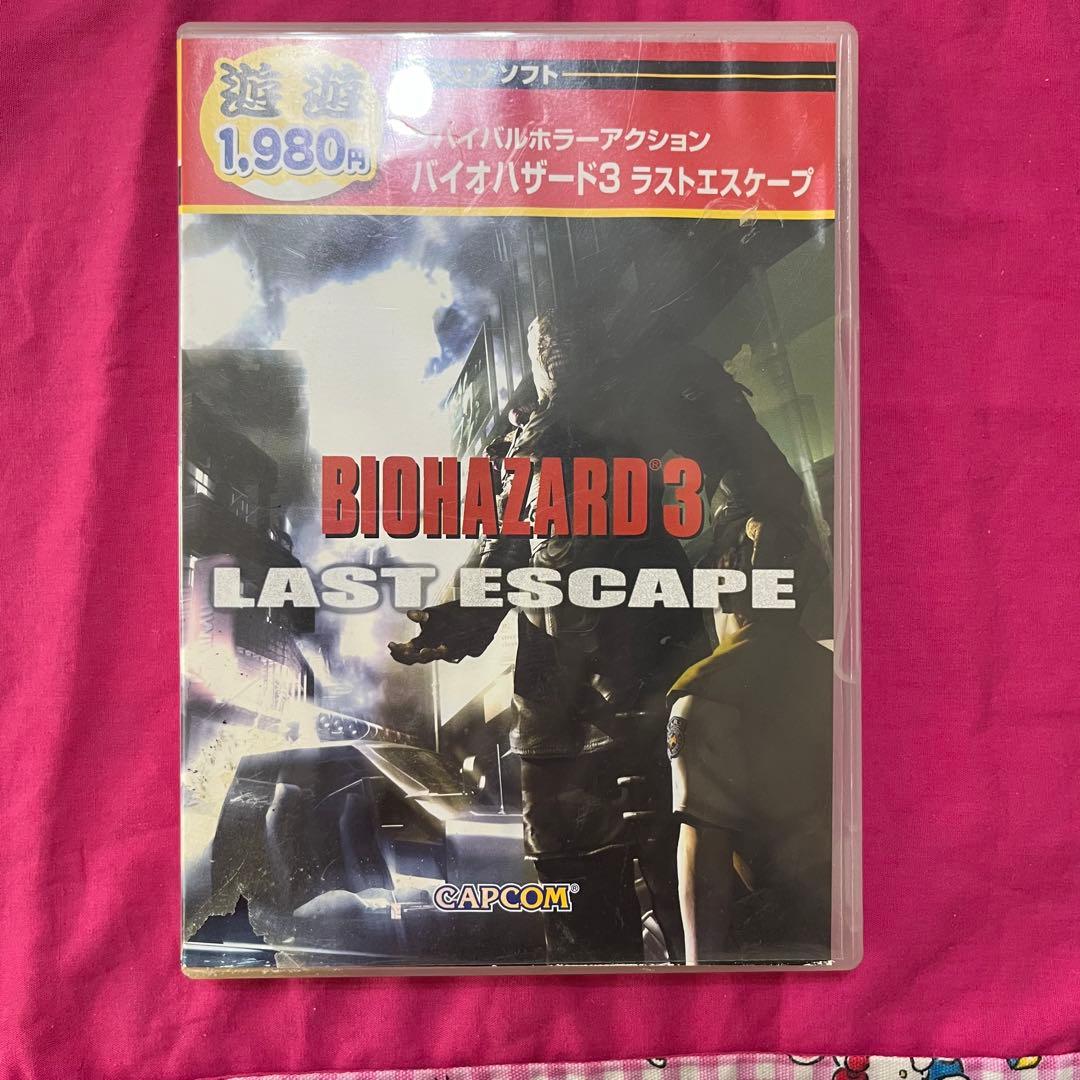 遊遊
1,980円
ソフト
バイバルホラーアクション
バイオハザード3 ラストエスケープ
BIOHAZARD® 3
LAST ESCAPE
CAPCOM®